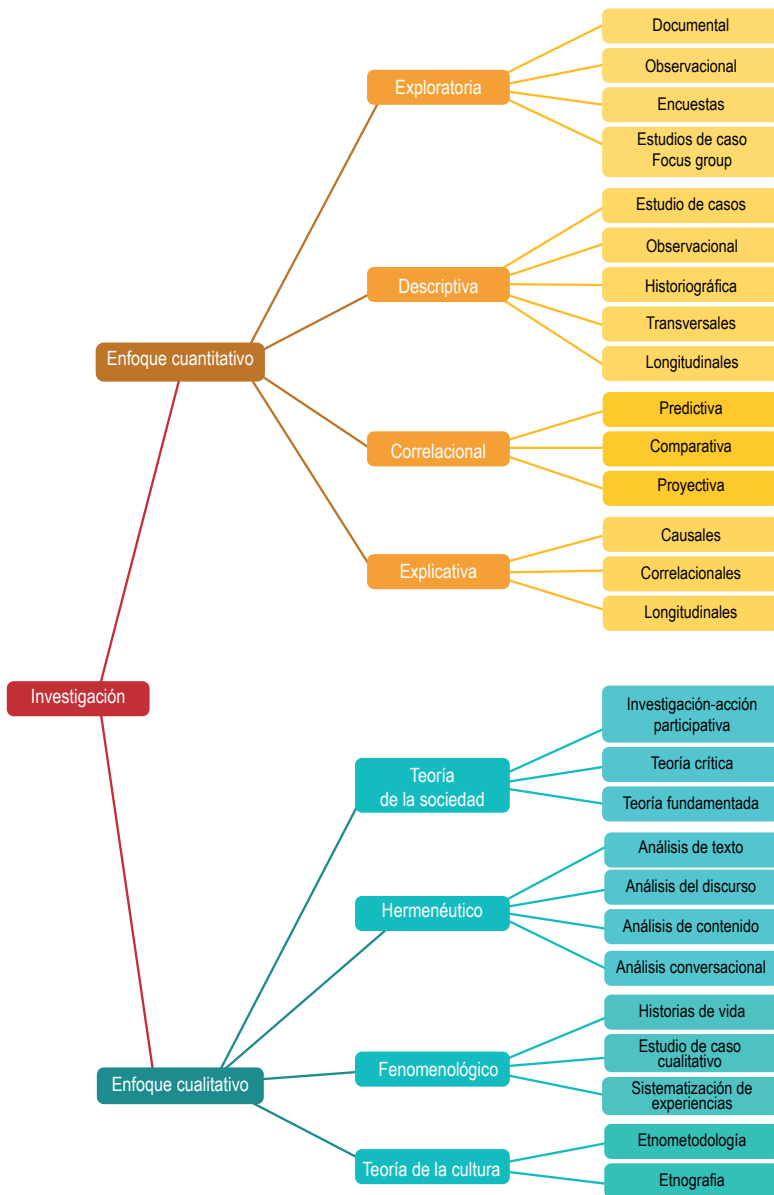 Investigación
Enfoque cuantitativo
Exploratoria
Documental
Observacional
Encuestas
Estudios de caso
Focus group
Descriptiva
Estudio de casos
Observacional
Historiográfica
Transversales
Longitudinales
Correlacional
Predictiva
Comparativa
Proyectiva
Explicativa
Causales
Correlacionales
Longitudinales
Enfoque cualitativo
Teoría
de la sociedad
Investigación-acción
participativa
Teoría crítica
Teoría fundamentada
Hermenéutico
Análisis de texto
Análisis del discurso
Análisis de contenido
Análisis conversacional
Fenomenológico
Historias de vida
Estudio de caso
cualitativo
Sistematización de
experiencias
Teoría de la cultura
Etnometodología
Etnografia